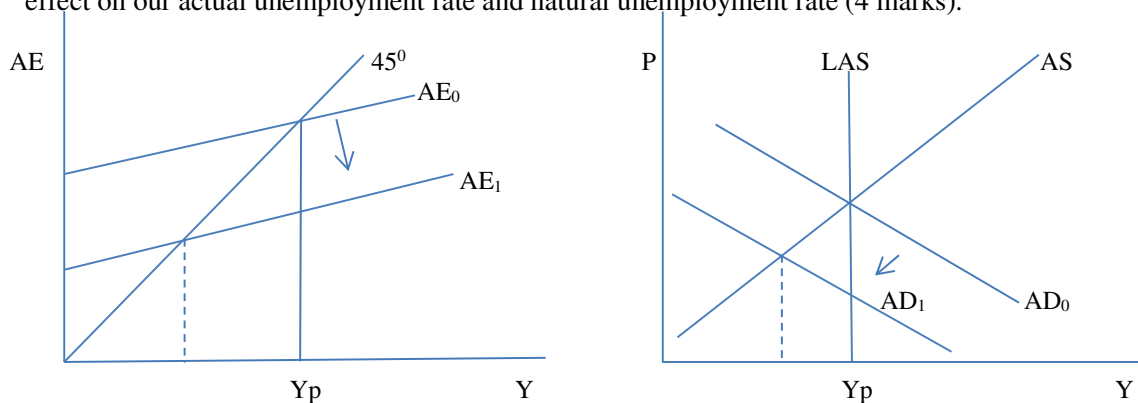 effect on our actual unemployment rate and natural unemployment rate (4 marks).
AE 45⁰ P LAS AS
AE₀
AE₁
AD₁ AD₀
Yp Y Yp Y